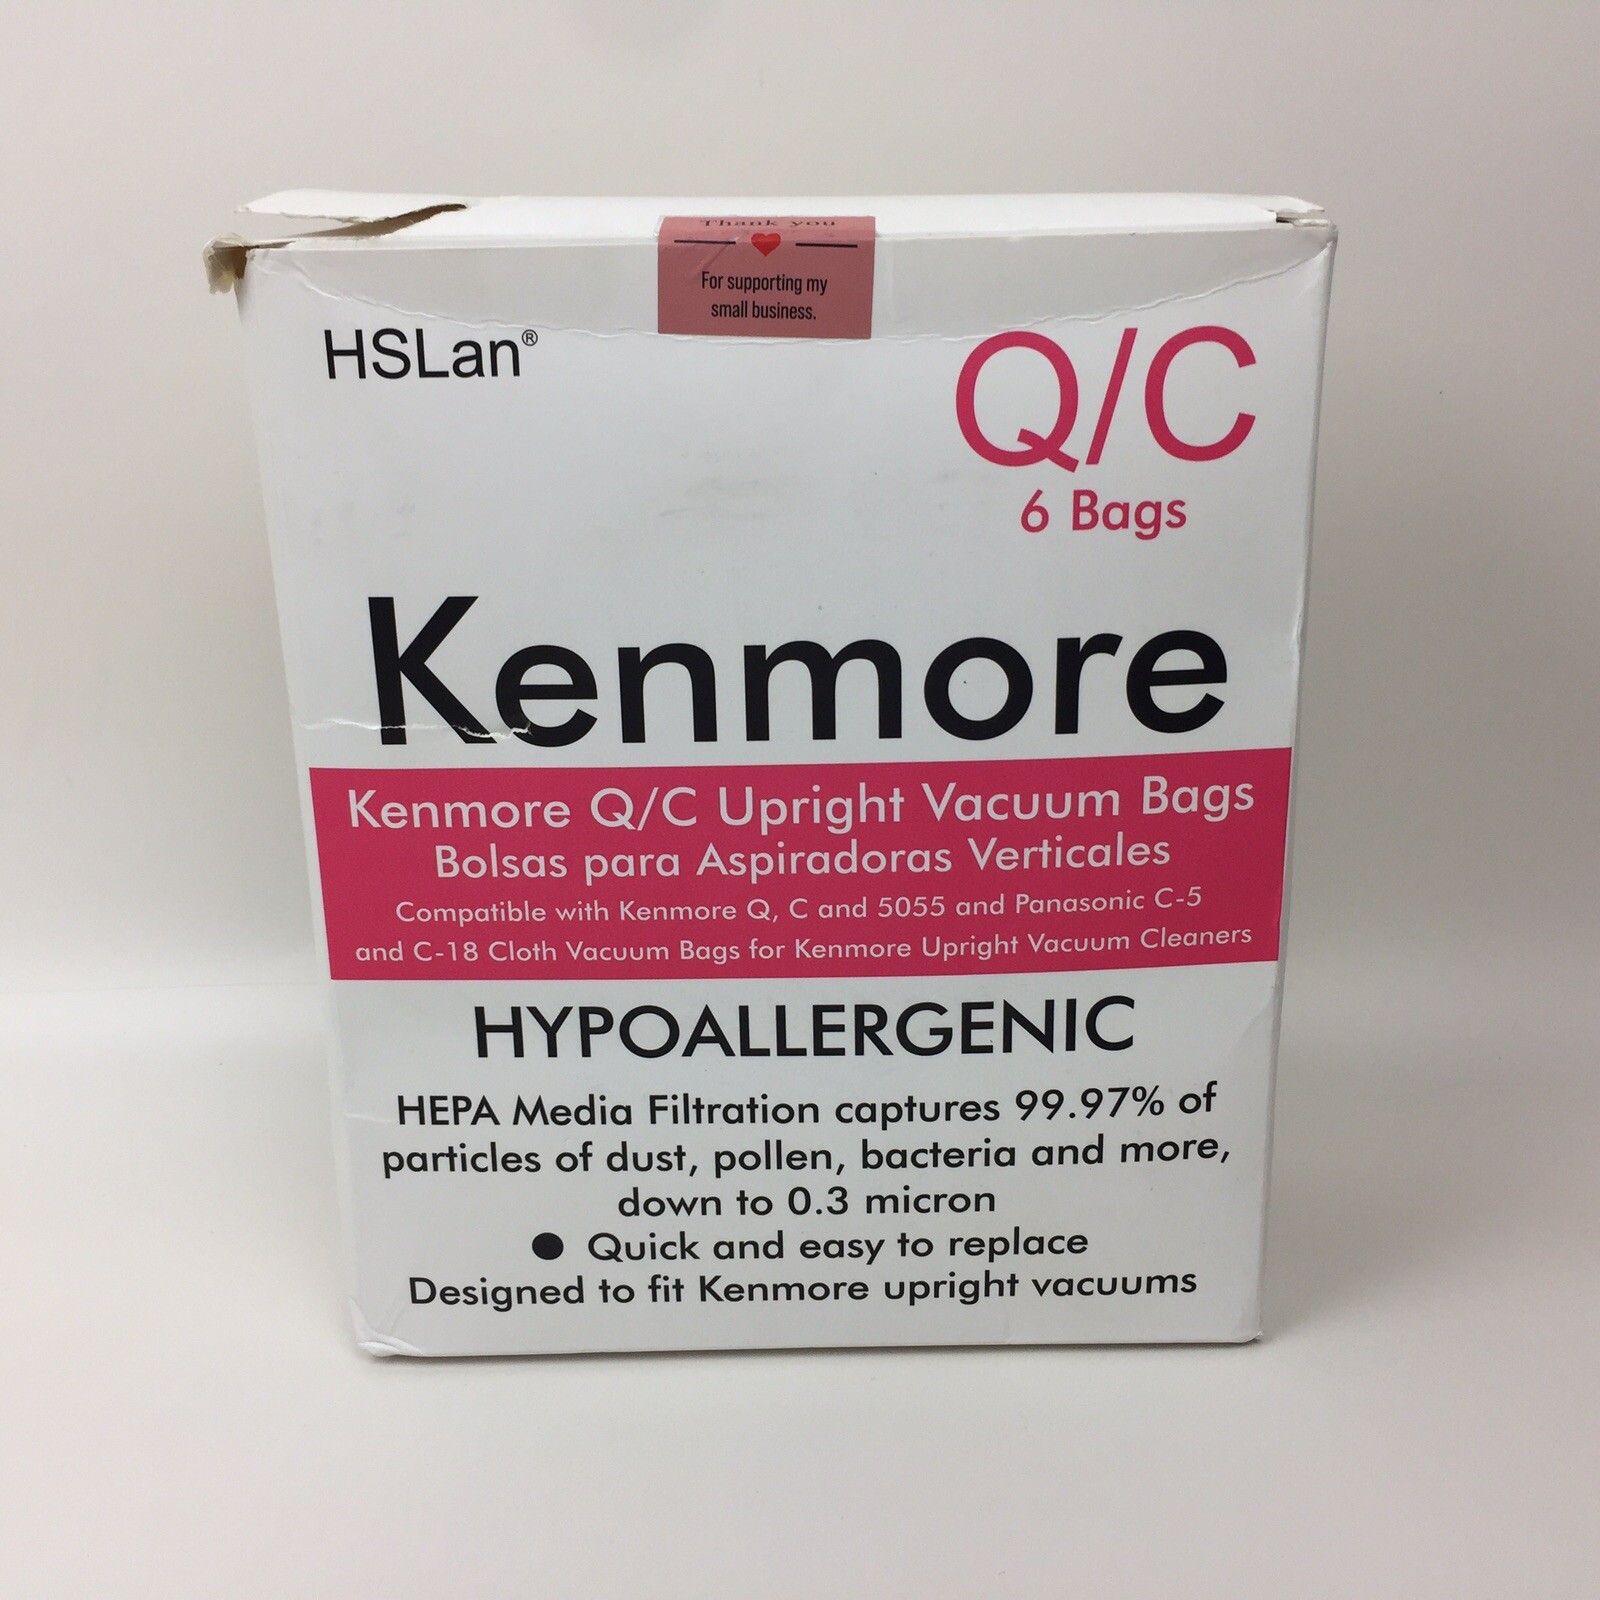 Thank you
For supporting my
small business.
HSLan®
Q/C
6 Bags
Kenmore
Kenmore Q/C Upright Vacuum Bags
Bolsas para Aspiradoras Verticales
Compatible with Kenmore Q, C and 5055 and Panasonic C-5
and C-18 Cloth Vacuum Bags for Kenmore Upright Vacuum Cleaners
HYPOALLERGENIC
HEPA Media Filtration captures 99.97% of
particles of dust, pollen, bacteria and more,
down to 0.3 micron
● Quick and easy to replace
Designed to fit Kenmore upright vacuums